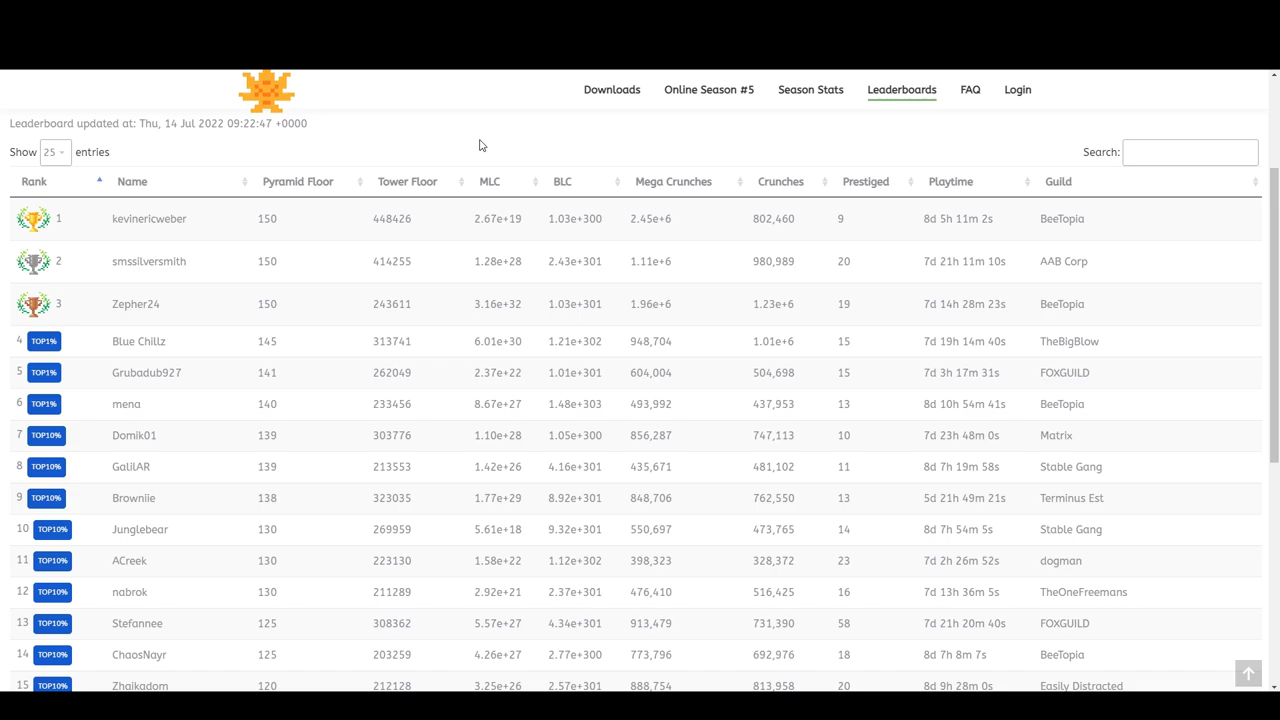 Downloads Online Season #5 Season Stats Leaderboards FAQ Login
Leaderboard updated at: Thu, 14 Jul 2022 09:22:47 +0000
Show 25 entries Search:
Rank Name Pyramid Floor Tower Floor MLC BLC Mega Crunches Crunches Prestiged Playtime Guild
1 kevinericweber 150 448426 2.67e+19 1.03e+300 2.45e+6 802,460 9 8d 5h 11m 2s BeeTopia
2 smssilversmith 150 414255 1.28e+28 2.43e+301 1.11e+6 980,989 20 7d 21h 11m 10s AAB Corp
3 Zepher24 150 243611 3.16e+32 1.03e+301 1.96e+6 1.23e+6 19 7d 14h 28m 23s BeeTopia
4 TOP1% Blue Chillz 145 313741 6.01e+30 1.21e+302 948,704 1.01e+6 15 7d 19h 14m 40s TheBigBlow
5 TOP1% Grubadub927 141 262049 2.37e+22 1.01e+301 604,004 504,698 15 7d 3h 17m 31s FOXGUILD
6 TOP1% mena 140 233456 8.67e+27 1.48e+303 493,992 437,953 13 8d 10h 54m 41s BeeTopia
7 TOP10% Domik01 139 303776 1.10e+28 1.05e+300 856,287 747,113 10 7d 23h 48m 0s Matrix
8 TOP10% GalilAR 139 213553 1.42e+26 4.16e+301 435,671 481,102 11 8d 7h 19m 58s Stable Gang
9 TOP10% Browniie 138 323035 1.77e+29 8.92e+301 848,706 762,550 13 5d 21h 49m 21s Terminus Est
10 TOP10% Junglebear 130 269959 5.61e+18 9.32e+301 550,697 473,765 14 8d 7h 54m 5s Stable Gang
11 TOP10% ACreek 130 223130 1.58e+22 1.12e+302 398,323 328,372 23 7d 2h 26m 52s dogman
12 TOP10% nabrok 130 211289 2.92e+21 2.37e+301 476,410 516,425 16 7d 13h 36m 5s TheOneFreemans
13 TOP10% Stefannee 125 308362 5.57e+27 4.34e+301 913,479 731,390 58 7d 21h 20m 40s FOXGUILD
14 TOP10% ChaosNayr 125 203259 4.26e+27 2.77e+300 773,796 692,976 18 8d 7h 8m 7s BeeTopia
15 TOP10% Zhaikadom 120 212128 3.25e+26 2.57e+301 888,754 813,958 20 8d 9h 28m 0s Easily Distracted